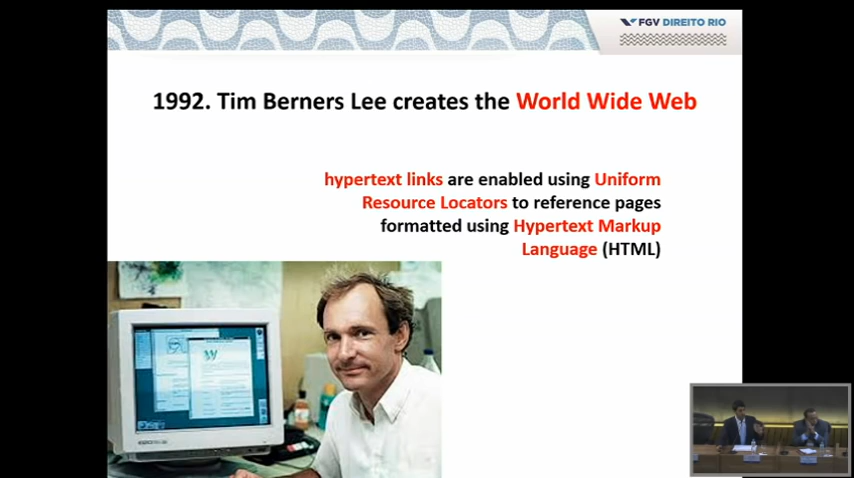 FGV DIREITO RIO
1992. Tim Berners Lee creates the World Wide Web
hypertext links are enabled using Uniform
Resource Locators to reference pages
formatted using Hypertext Markup
Language (HTML)